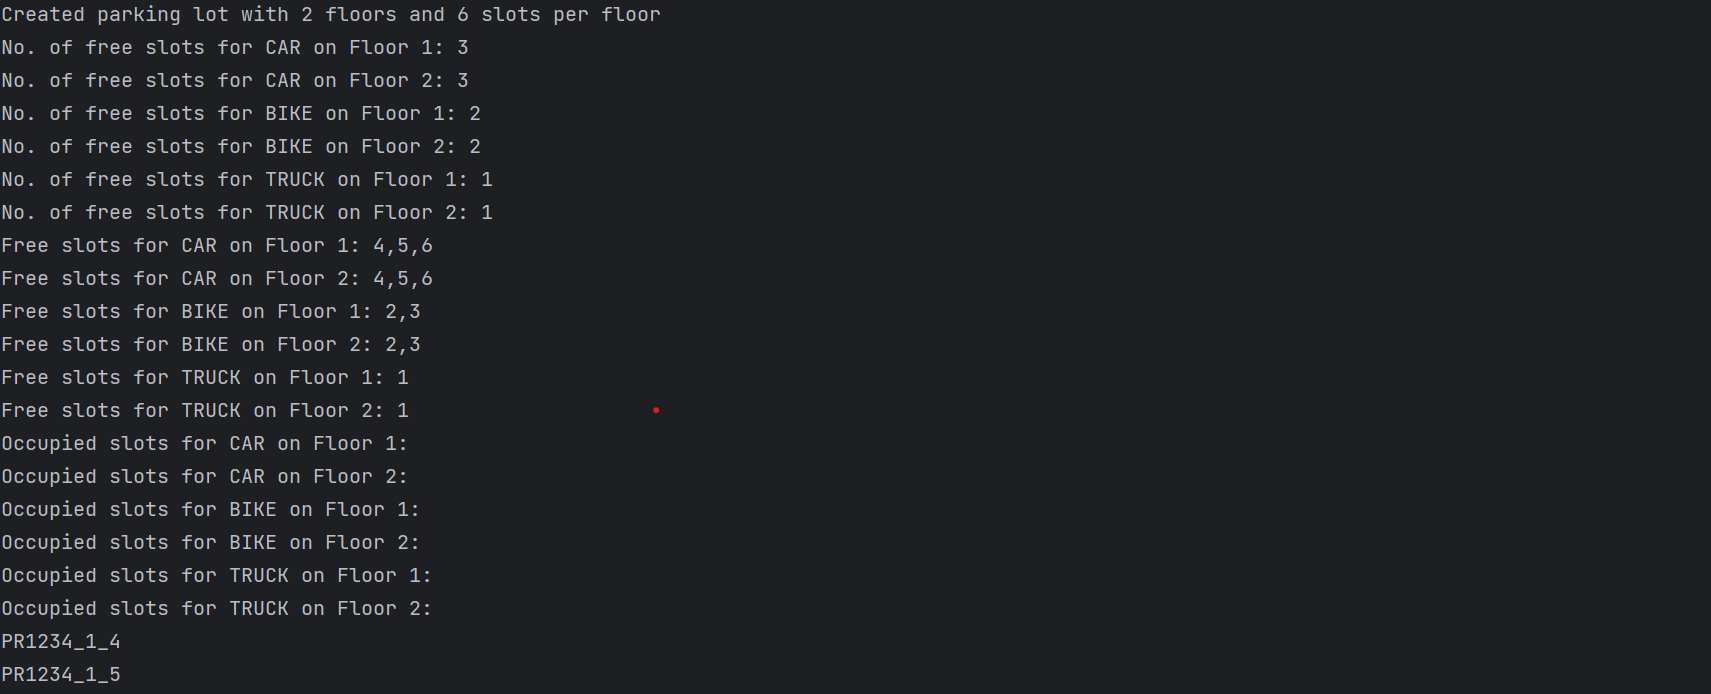 Created parking lot with 2 floors and 6 slots per floor
No. of free slots for CAR on Floor 1: 3
No. of free slots for CAR on Floor 2: 3
No. of free slots for BIKE on Floor 1: 2
No. of free slots for BIKE on Floor 2: 2
No. of free slots for TRUCK on Floor 1: 1
No. of free slots for TRUCK on Floor 2: 1
Free slots for CAR on Floor 1: 4,5,6
Free slots for CAR on Floor 2: 4,5,6
Free slots for BIKE on Floor 1: 2,3
Free slots for BIKE on Floor 2: 2,3
Free slots for TRUCK on Floor 1: 1
Free slots for TRUCK on Floor 2: 1
Occupied slots for CAR on Floor 1:
Occupied slots for CAR on Floor 2:
Occupied slots for BIKE on Floor 1:
Occupied slots for BIKE on Floor 2:
Occupied slots for TRUCK on Floor 1:
Occupied slots for TRUCK on Floor 2:
PR1234_1_4
PR1234_1_5